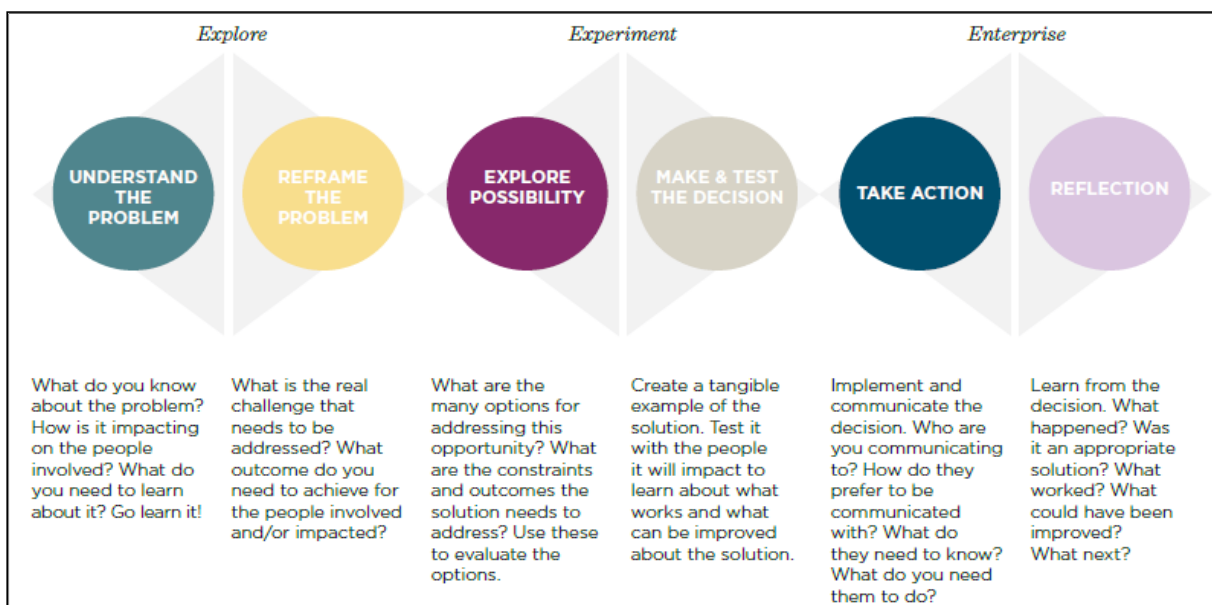 Explore
Experiment
Enterprise
UNDERSTAND
THE
PROBLEM
REFRAME
THE
PROBLEM
EXPLORE
POSSIBILITY
MAKE & TEST
THE DECISION
TAKE ACTION
REFLECTION
What do you know
about the problem?
How is it impacting
on the people
involved? What do
you need to learn
about it? Go learn it!
What is the real
challenge that
needs to be
addressed? What
outcome do you
need to achieve for
the people involved
and/or impacted?
What are the
many options for
addressing this
opportunity? What
are the constraints
and outcomes the
solution needs to
address? Use these
to evaluate the
options.
Create a tangible
example of the
solution. Test it
with the people
it will impact to
learn about what
works and what
can be improved
about the solution.
Implement and
communicate the
decision. Who are
you communicating
to? How do they
prefer to be
communicated
with? What do
they need to know?
What do you need
them to do?
Learn from the
decision. What
happened? Was
it an appropriate
solution? What
worked? What
could have been
improved?
What next?